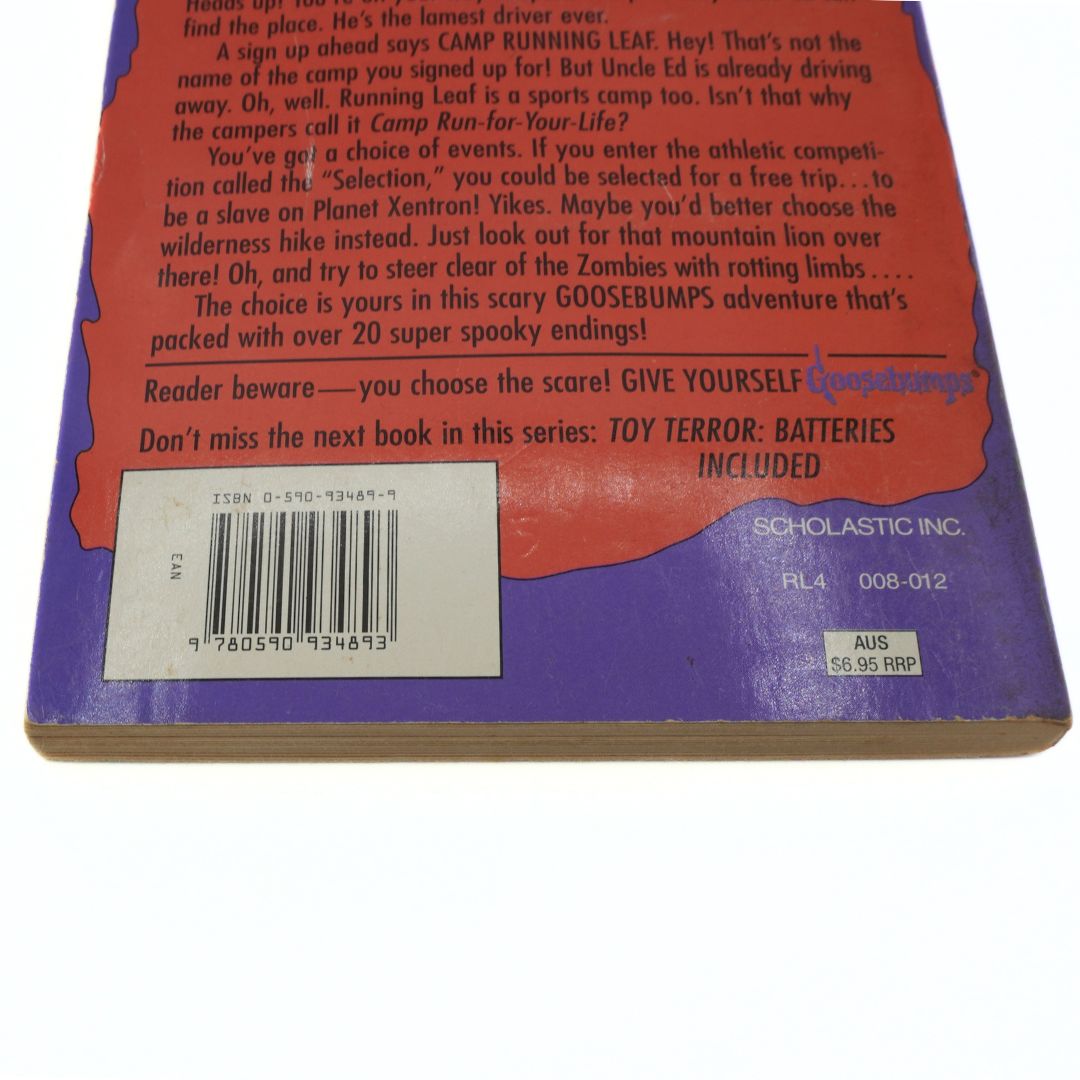 Heads up! You're on your way
find the place. He's the lamest driver ever.
A sign up ahead says CAMP RUNNING LEAF. Hey! That's not the
name of the camp you signed up for! But Uncle Ed is already driving
away. Oh, well. Running Leaf is a sports camp too. Isn't that why
the campers call it Camp Run-for-Your-Life?
You've got a choice of events. If you enter the athletic competi-
tion called the "Selection," you could be selected for a free trip...to
be a slave on Planet Xentron! Yikes. Maybe you'd better choose the
wilderness hike instead. Just look out for that mountain lion over
there! Oh, and try to steer clear of the Zombies with rotting limbs....
The choice is yours in this scary GOOSEBUMPS adventure that's
packed with over 20 super spooky endings!
Reader beware—you choose the scare! GIVE YOURSELF Goosebumps®
Don't miss the next book in this series: TOY TERROR: BATTERIES
INCLUDED
ISBN 0-590-93489-9
EAN
9 780590 934893
SCHOLASTIC INC.
RL4 008-012
AUS
$6.95 RRP